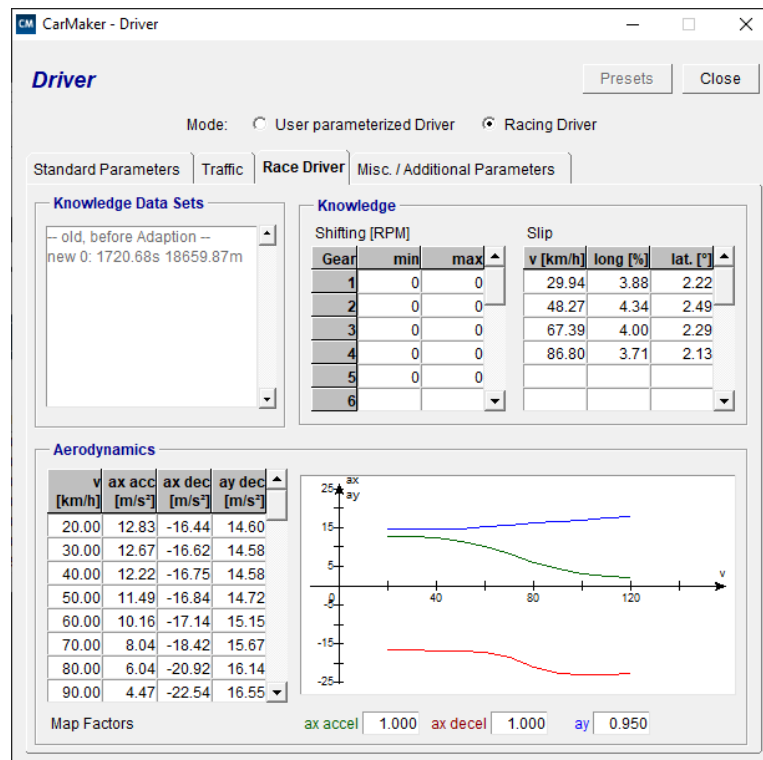 CM CarMaker - Driver
Driver
Presets Close
Mode: User parameterized Driver Racing Driver
Standard Parameters Traffic Race Driver Misc. / Additional Parameters
Knowledge Data Sets
-- old, before Adaption --
new 0: 1720.68s 18659.87m
Knowledge
Shifting [RPM]
Gear min max
1 0 0
2 0 0
3 0 0
4 0 0
5 0 0
6
Slip
v [km/h] long [%] lat. [°]
29.94 3.88 2.22
48.27 4.34 2.49
67.39 4.00 2.29
86.80 3.71 2.13
Aerodynamics
v ax acc ax dec ay dec
[km/h] [m/s²] [m/s²] [m/s²]
20.00 12.83 -16.44 14.60
30.00 12.67 -16.62 14.58
40.00 12.22 -16.75 14.58
50.00 11.49 -16.84 14.72
60.00 10.16 -17.14 15.15
70.00 8.04 -18.42 15.67
80.00 6.04 -20.92 16.14
90.00 4.47 -22.54 16.55
25 ax
ay
15
5
v
0 40 80 120
-5
-15
-25
Map Factors ax accel 1.000 ax decel 1.000 ay 0.950